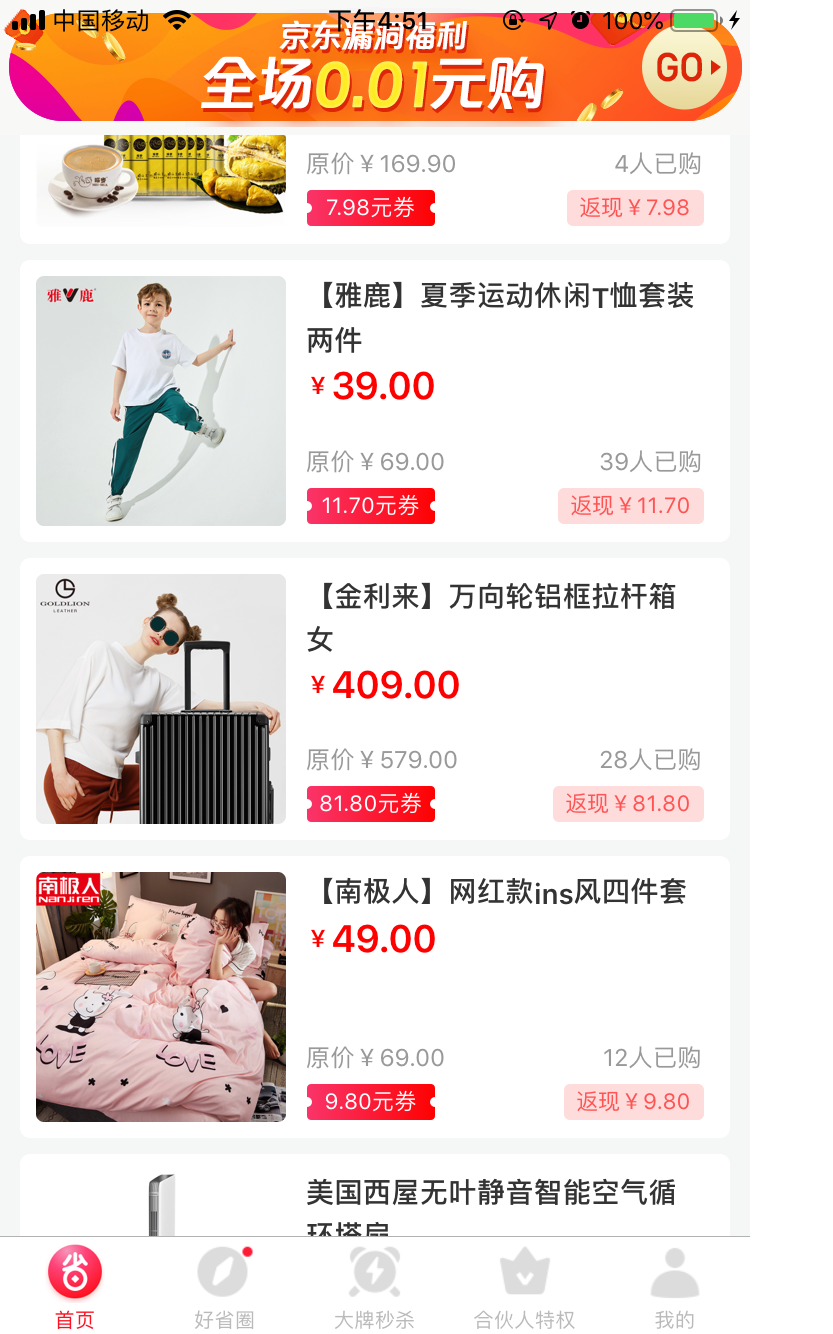 中国移动
下午4:51
100%
京东漏洞福利
全场0.01元购
GO
原价￥169.90
4人已购
7.98元券
返现￥7.98
雅鹿
【雅鹿】夏季运动休闲T恤套装
两件
￥39.00
原价￥69.00
39人已购
11.70元券
返现￥11.70
GOLDLION
LEATHER
【金利来】万向轮铝框拉杆箱
女
￥409.00
原价￥579.00
28人已购
81.80元券
返现￥81.80
南极人
Nanjiren
【南极人】网红款ins风四件套
￥49.00
LOVE
LOVE
原价￥69.00
12人已购
9.80元券
返现￥9.80
美国西屋无叶静音智能空气循
环塔扇
省
首页
好省圈
大牌秒杀
合伙人特权
我的